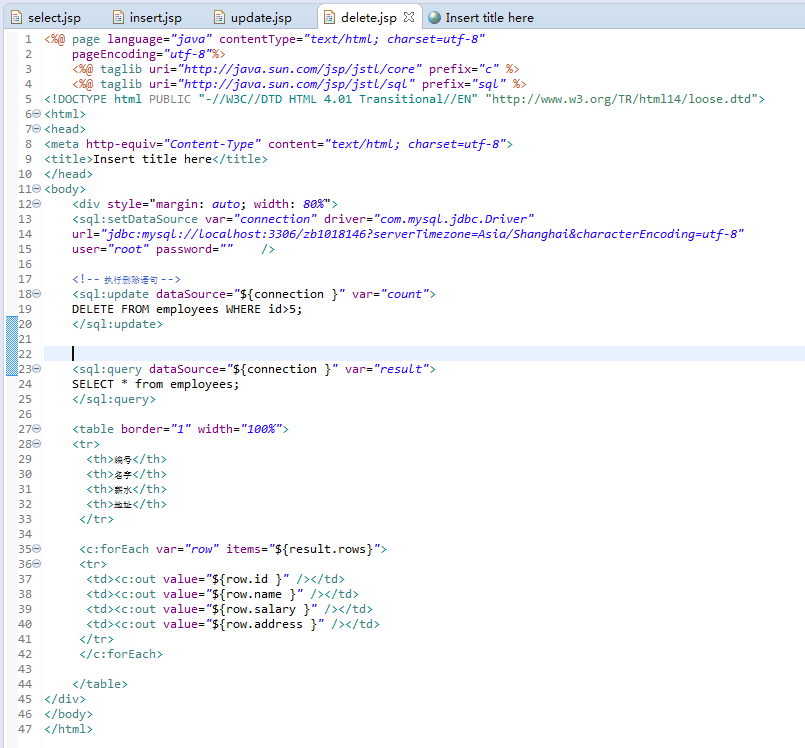 select.jsp insert.jsp update.jsp delete.jsp Insert title here
1 <%@ page language="java" contentType="text/html; charset=utf-8"
2 pageEncoding="utf-8"%>
3 <%@ taglib uri="http://java.sun.com/jsp/jstl/core" prefix="c" %>
4 <%@ taglib uri="http://java.sun.com/jsp/jstl/sql" prefix="sql" %>
5 <!DOCTYPE html PUBLIC "-//W3C//DTD HTML 4.01 Transitional//EN" "http://www.w3.org/TR/html14/loose.dtd">
6 <html>
7 <head>
8 <meta http-equiv="Content-Type" content="text/html; charset=utf-8">
9 <title>Insert title here</title>
10 </head>
11 <body>
12 <div style="margin: auto; width: 80%">
13 <sql:setDataSource var="connection" driver="com.mysql.jdbc.Driver"
14 url="jdbc:mysql://localhost:3306/zb1018146?serverTimezone=Asia/Shanghai&characterEncoding=utf-8"
15 user="root" password="" />
16
17 <!-- 执行删除语句 -->
18 <sql:update dataSource="${connection }" var="count">
19 DELETE FROM employees WHERE id>5;
20 </sql:update>
21
22
23 <sql:query dataSource="${connection }" var="result">
24 SELECT * from employees;
25 </sql:query>
26
27 <table border="1" width="100%">
28 <tr>
29 <th>编号</th>
30 <th>名字</th>
31 <th>薪水</th>
32 <th>地址</th>
33 </tr>
34
35 <c:forEach var="row" items="${result.rows}">
36 <tr>
37 <td><c:out value="${row.id }" /></td>
38 <td><c:out value="${row.name }" /></td>
39 <td><c:out value="${row.salary }" /></td>
40 <td><c:out value="${row.address }" /></td>
41 </tr>
42 </c:forEach>
43
44 </table>
45 </div>
46 </body>
47 </html>